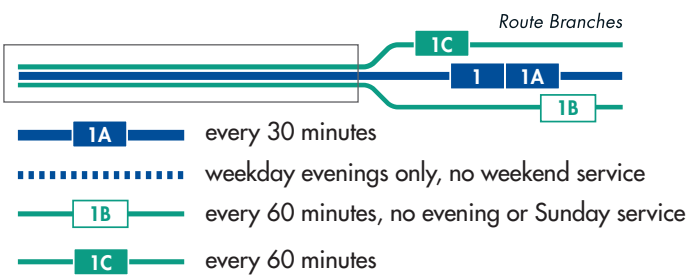 Route Branches
1C
1 1A
1B
1A every 30 minutes
weekday evenings only, no weekend service
1B every 60 minutes, no evening or Sunday service
1C every 60 minutes